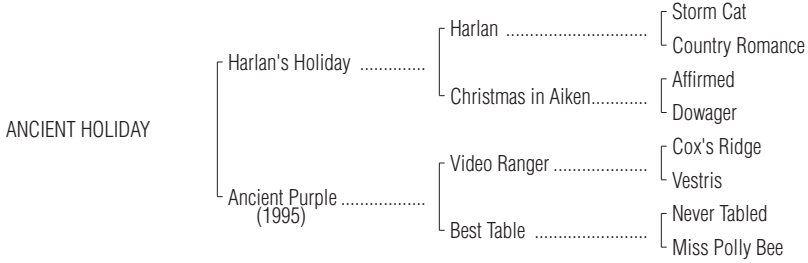 Storm Cat
Harlan ..............................
Country Romance
Harlan's Holiday ..............
Affirmed
Christmas in Aiken............
Dowager
ANCIENT HOLIDAY
Cox's Ridge
Video Ranger ....................
Vestris
Ancient Purple ..................
(1995)
Never Tabled
Best Table ........................
Miss Polly Bee